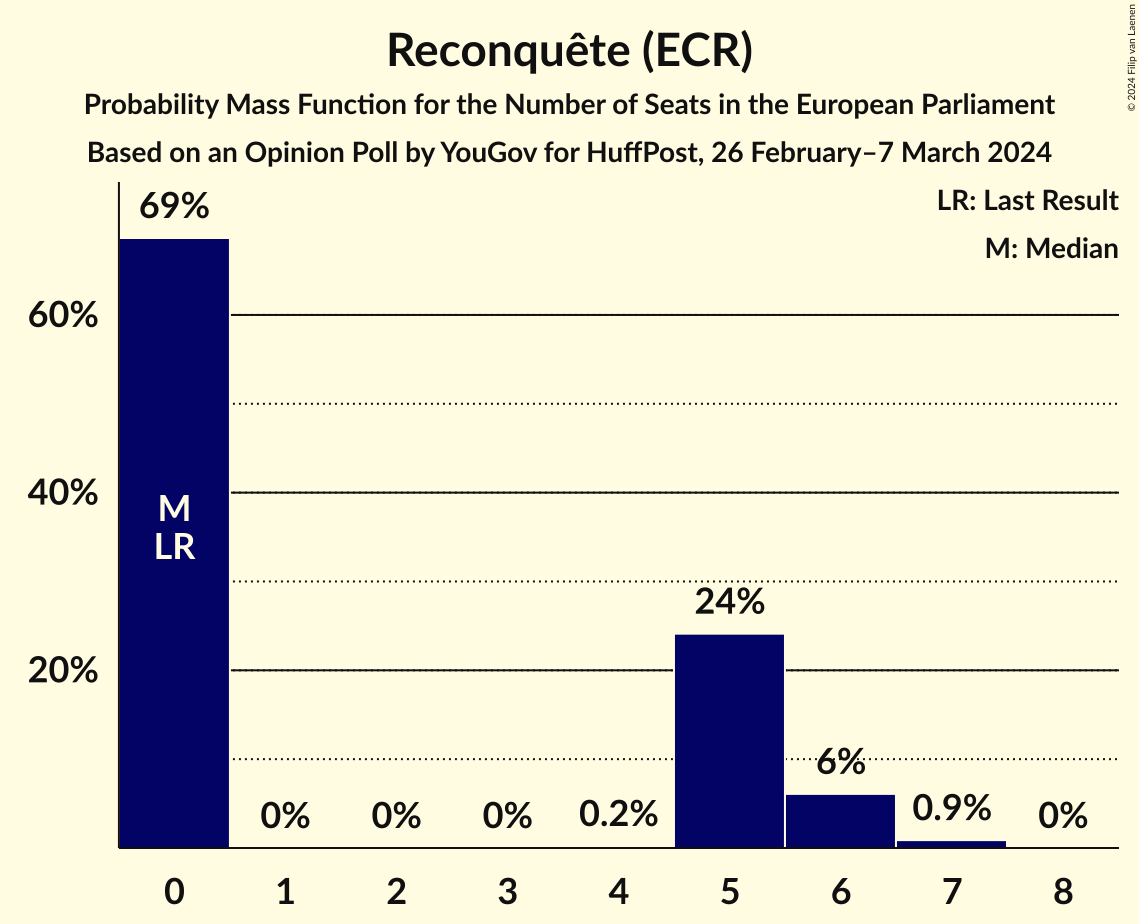 Reconquête (ECR)
Probability Mass Function for the Number of Seats in the European Parliament
Based on an Opinion Poll by YouGov for HuffPost, 26 February–7 March 2024
© 2024 Filip van Laenen
LR: Last Result
M: Median
69%
60%
40%
20%
M
LR
0%
0%
0%
0.2%
24%
6%
0.9%
0%
0 1 2 3 4 5 6 7 8